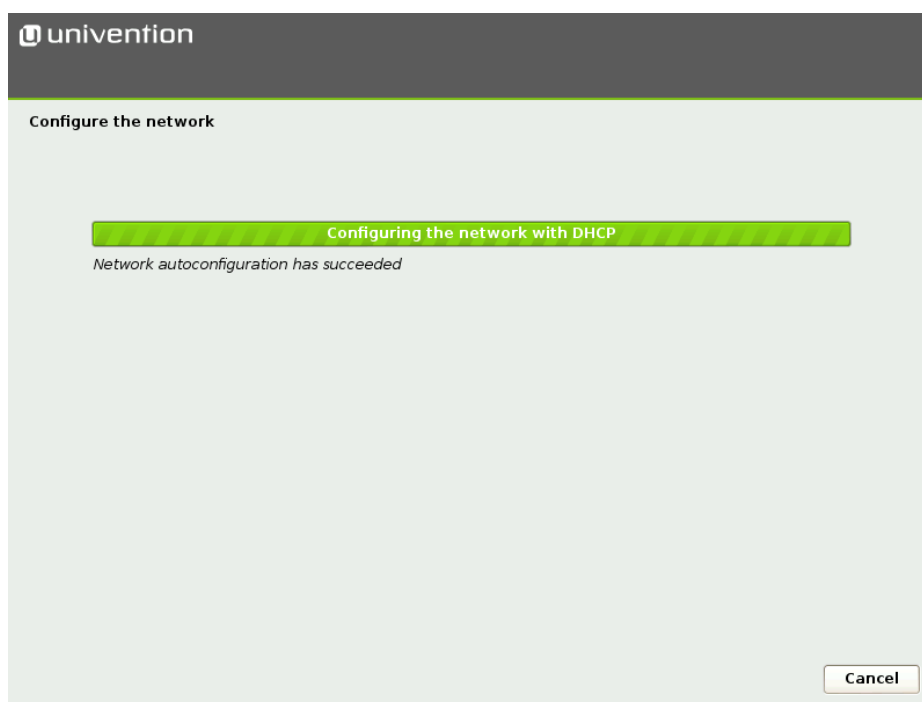 univention
Configure the network
Configuring the network with DHCP
Network autoconfiguration has succeeded
Cancel